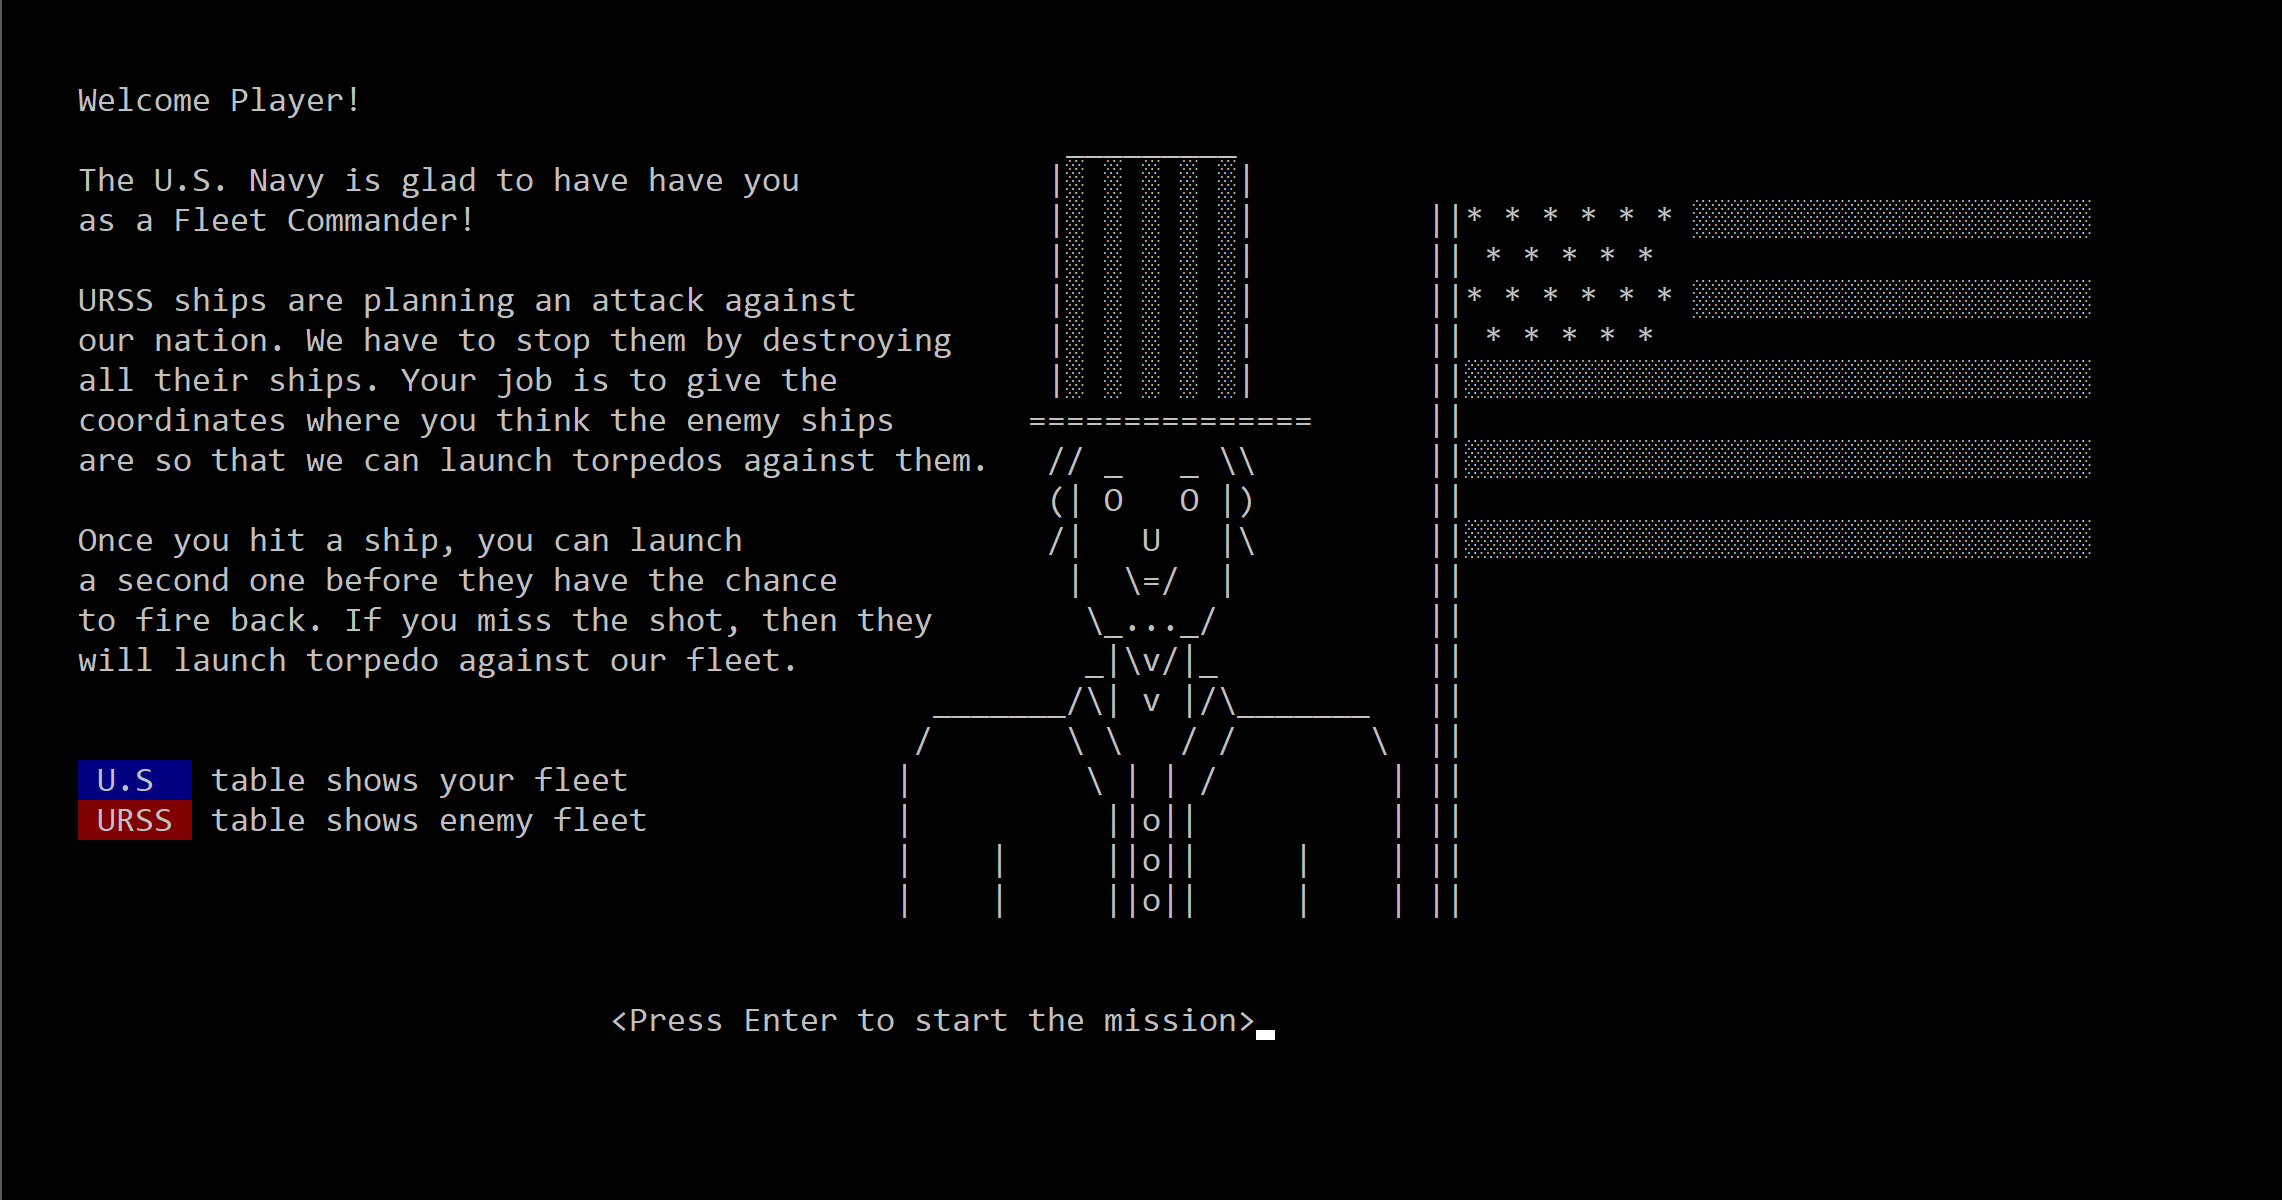 Welcome Player!
The U.S. Navy is glad to have have you
as a Fleet Commander!
URSS ships are planning an attack against
our nation. We have to stop them by destroying
all their ships. Your job is to give the
coordinates where you think the enemy ships
are so that we can launch torpedos against them.
Once you hit a ship, you can launch
a second one before they have the chance
to fire back. If you miss the shot, then they
will launch torpedo against our fleet.
U.S table shows your fleet
URSS table shows enemy fleet
<Press Enter to start the mission>